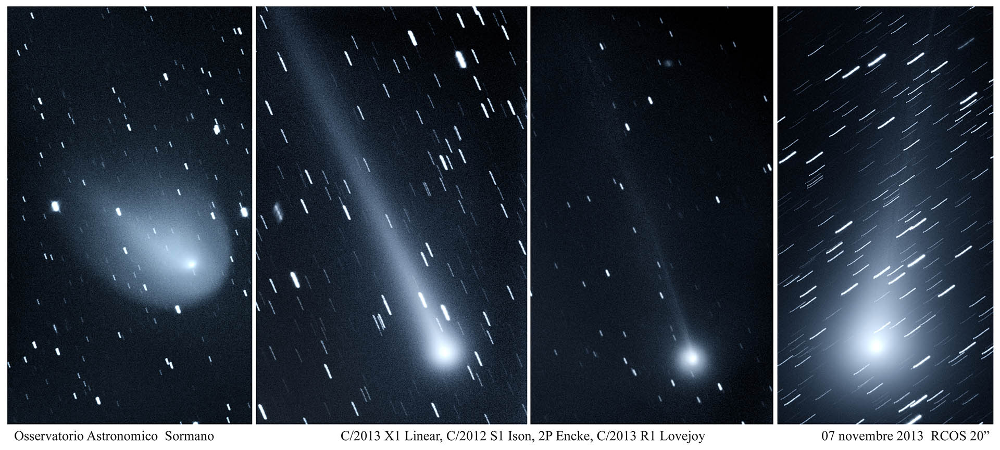 Osservatorio Astronomico  Sormano
C/2013 X1 Linear, C/2012 S1 Ison, 2P Encke, C/2013 R1 Lovejoy
07 novembre 2013  RCOS 20”